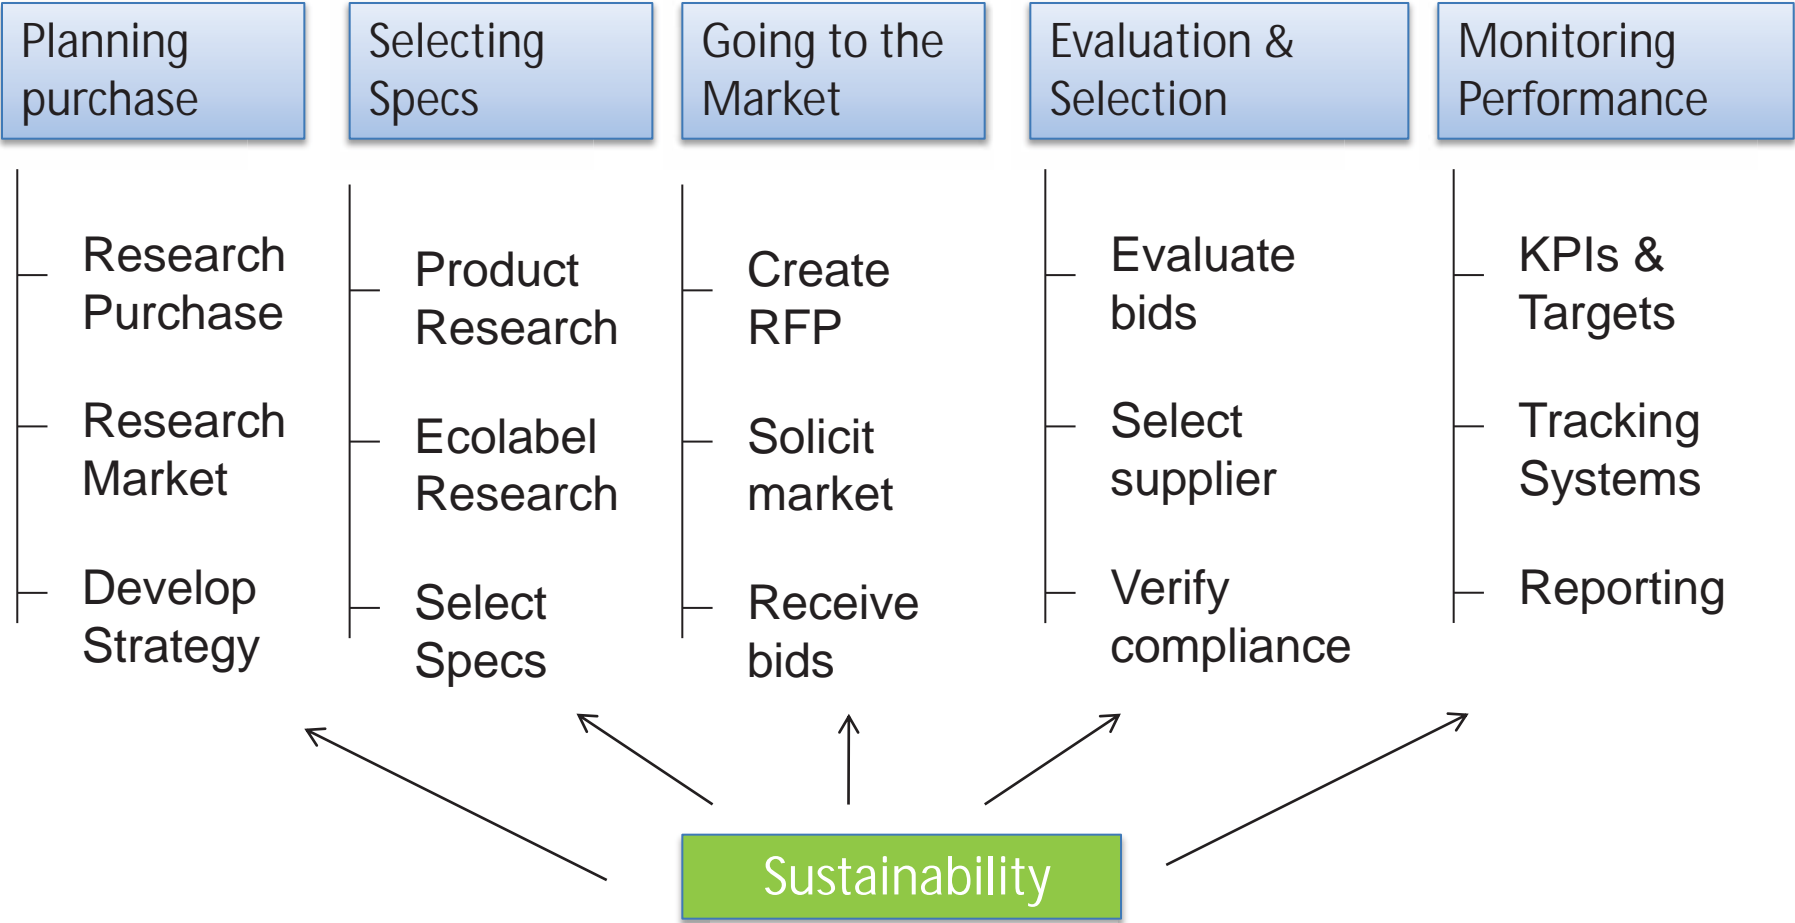 Planning
purchase
Selecting
Specs
Going to the
Market
Evaluation &
Selection
Monitoring
Performance
Research
Purchase
Research
Market
Develop
Strategy
Product
Research
Ecolabel
Research
Select
Specs
Create
RFP
Solicit
market
Receive
bids
Evaluate
bids
Select
supplier
Verify
compliance
KPIs &
Targets
Tracking
Systems
Reporting
Sustainability